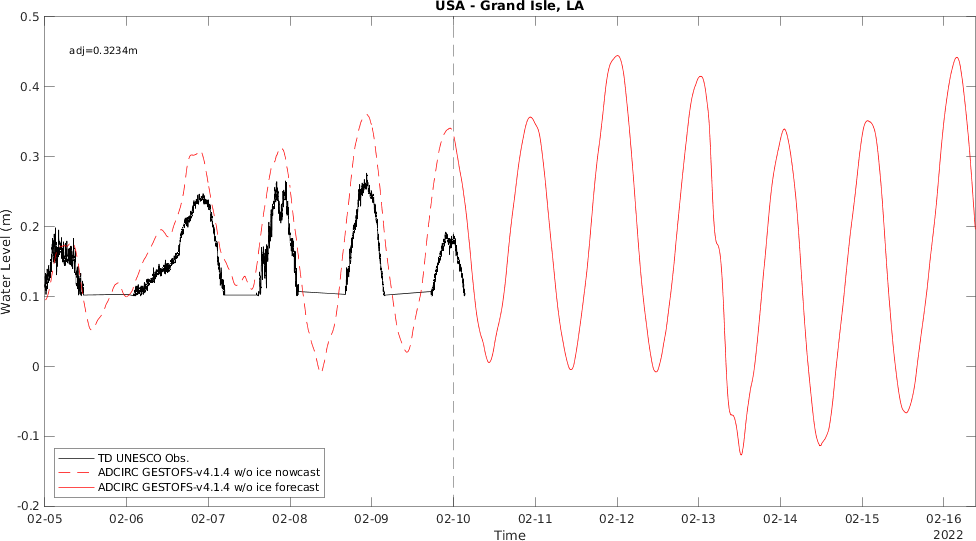 USA - Grand Isle, LA
adj=0.3234m
0.5
0.4
0.3
0.2
0.1
0
-0.1
-0.2
Water Level (m)
TD UNESCO Obs.
ADCIRC GESTOFS-v4.1.4 w/o ice nowcast
ADCIRC GESTOFS-v4.1.4 w/o ice forecast
02-05 02-06 02-07 02-08 02-09 02-10 02-11 02-12 02-13 02-14 02-15 02-16
Time
2022